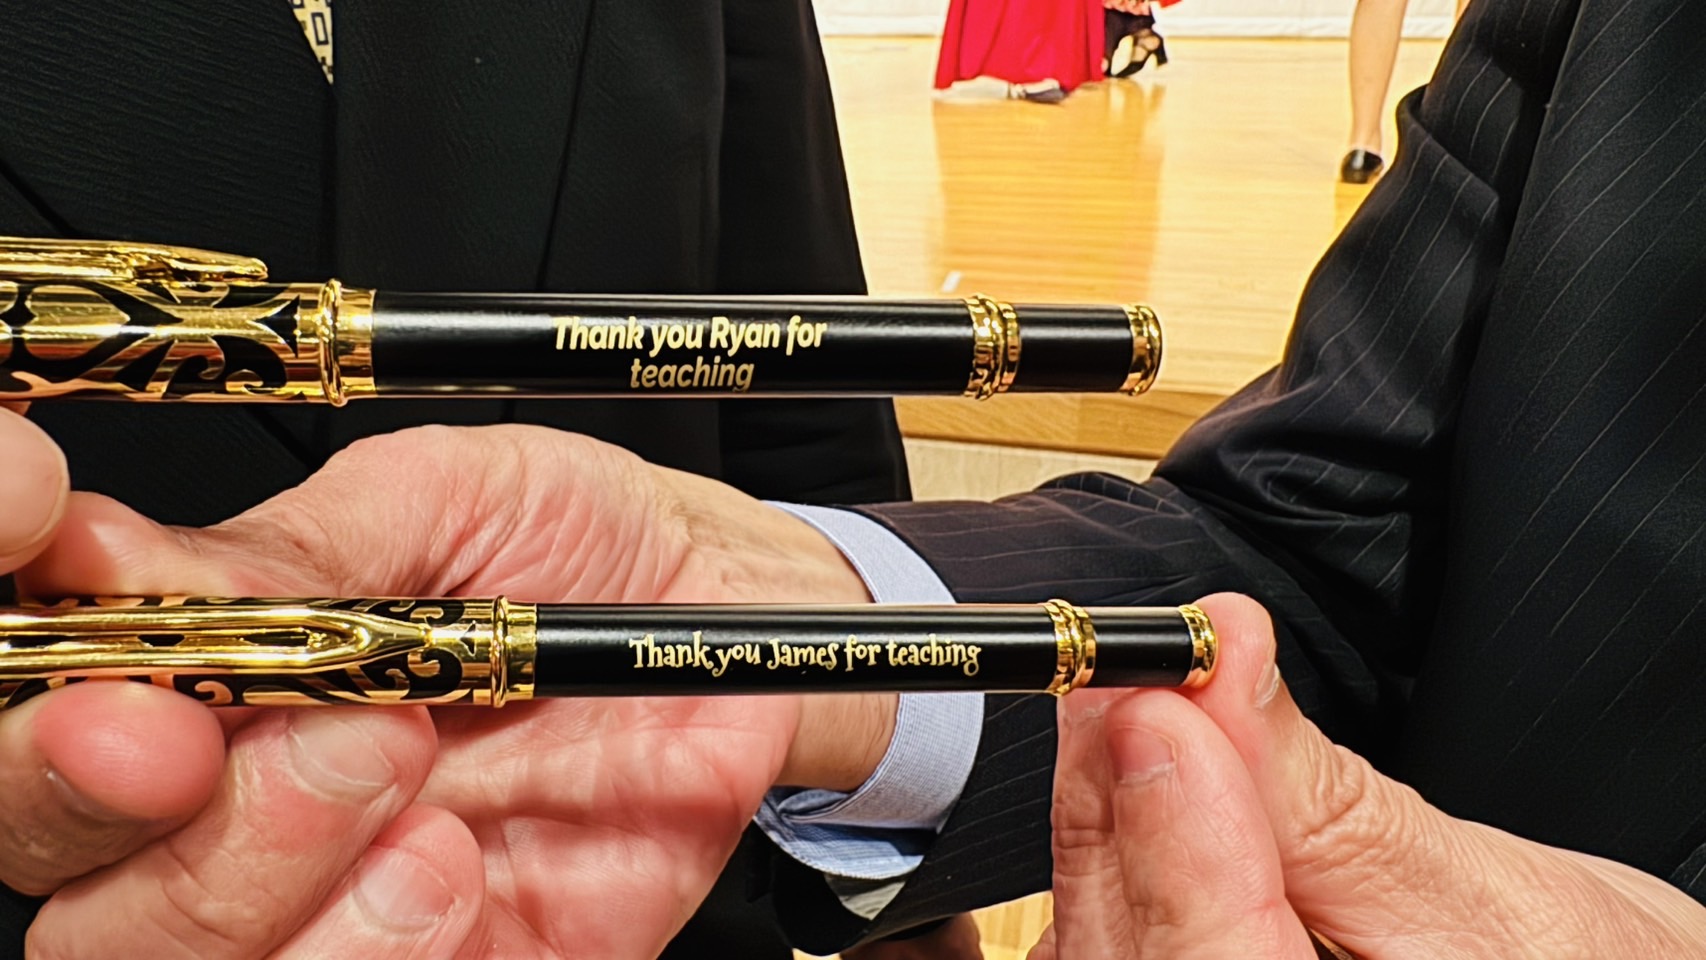 Thank you Ryan for
teaching
Thank you James for teaching